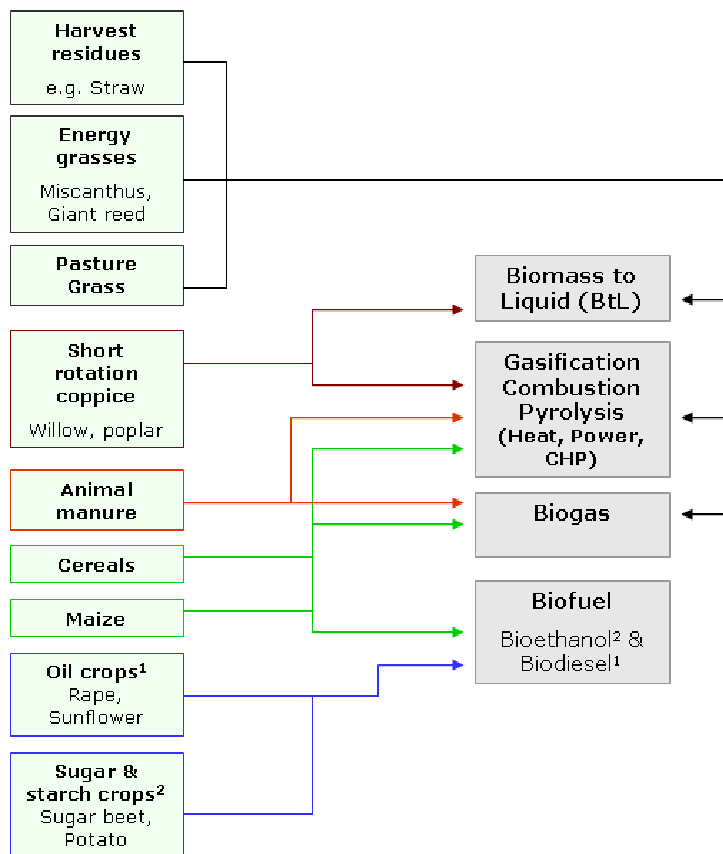 Harvest
residues
e.g. Straw
Energy
grasses
Miscanthus,
Giant reed
Pasture
Grass
Short
rotation
coppice
Willow, poplar
Animal
manure
Cereals
Maize
Oil crops¹
Rape,
Sunflower
Sugar &
starch crops²
Sugar beet,
Potato
Biomass to
Liquid (BtL)
Gasification
Combustion
Pyrolysis
(Heat, Power,
CHP)
Biogas
Biofuel
Bioethanol² &
Biodiesel¹